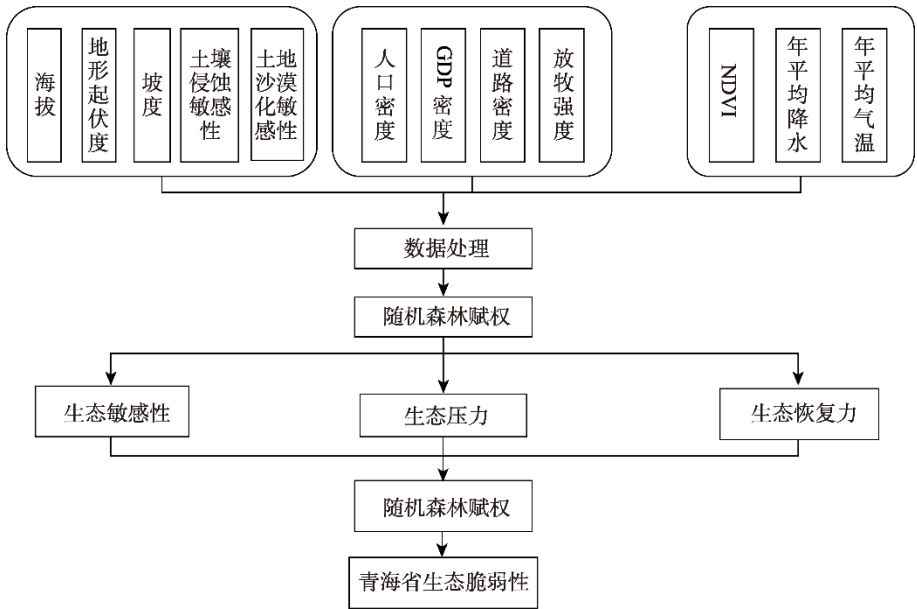 海拔
地形起伏度
坡度
土壤侵蚀敏感性
土地沙漠化敏感性
人口密度
GDP密度
道路密度
放牧强度
NDVI
年平均降水
年平均气温
数据处理
随机森林赋权
生态敏感性
生态压力
生态恢复力
随机森林赋权
青海省生态脆弱性